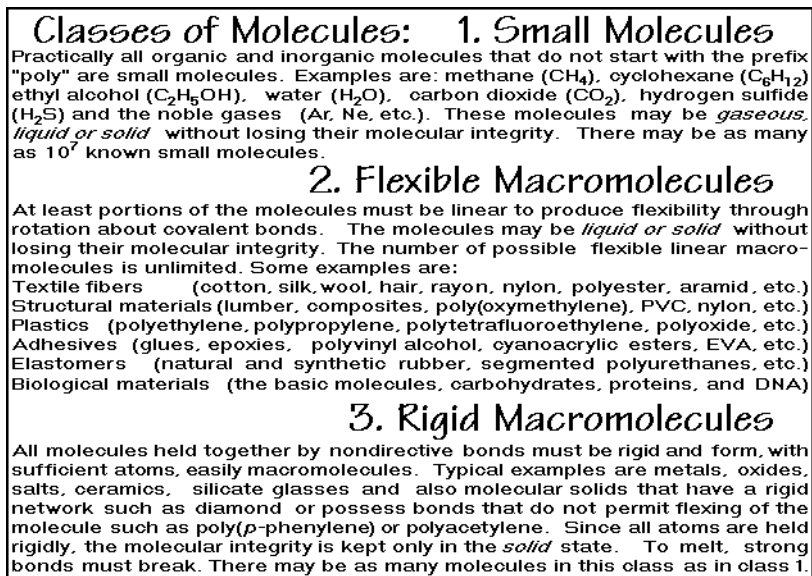 Classes of Molecules: 1. Small Molecules
Practically all organic and inorganic molecules that do not start with the prefix
"poly" are small molecules. Examples are: methane (CH₄), cyclohexane (C₆H₁₂)
ethyl alcohol (C₂H₅OH), water (H₂O), carbon dioxide (CO₂), hydrogen sulfide
(H₂S) and the noble gases (Ar, Ne, etc.). These molecules may be gaseous,
liquid or solid without losing their molecular integrity. There may be as many
as 10⁷ known small molecules.
2. Flexible Macromolecules
At least portions of the molecules must be linear to produce flexibility through
rotation about covalent bonds. The molecules may be liquid or solid without
losing their molecular integrity. The number of possible flexible linear macro-
molecules is unlimited. Some examples are:
Textile fibers (cotton, silk, wool, hair, rayon, nylon, polyester, aramid, etc.)
Structural materials (lumber, composites, poly(oxymethylene), PVC, nylon, etc.)
Plastics (polyethylene, polypropylene, polytetrafluoroethylene, polyoxide, etc.)
Adhesives (glues, epoxies, polyvinyl alcohol, cyanoacrylic esters, EVA, etc.)
Elastomers (natural and synthetic rubber, segmented polyurethanes, etc.)
Biological materials (the basic molecules, carbohydrates, proteins, and DNA)
3. Rigid Macromolecules
All molecules held together by nondirective bonds must be rigid and form, with
sufficient atoms, easily macromolecules. Typical examples are metals, oxides,
salts, ceramics, silicate glasses and also molecular solids that have a rigid
network such as diamond or possess bonds that do not permit flexing of the
molecule such as poly(p-phenylene) or polyacetylene. Since all atoms are held
rigidly, the molecular integrity is kept only in the solid state. To melt, strong
bonds must break. There may be as many molecules in this class as in class 1.